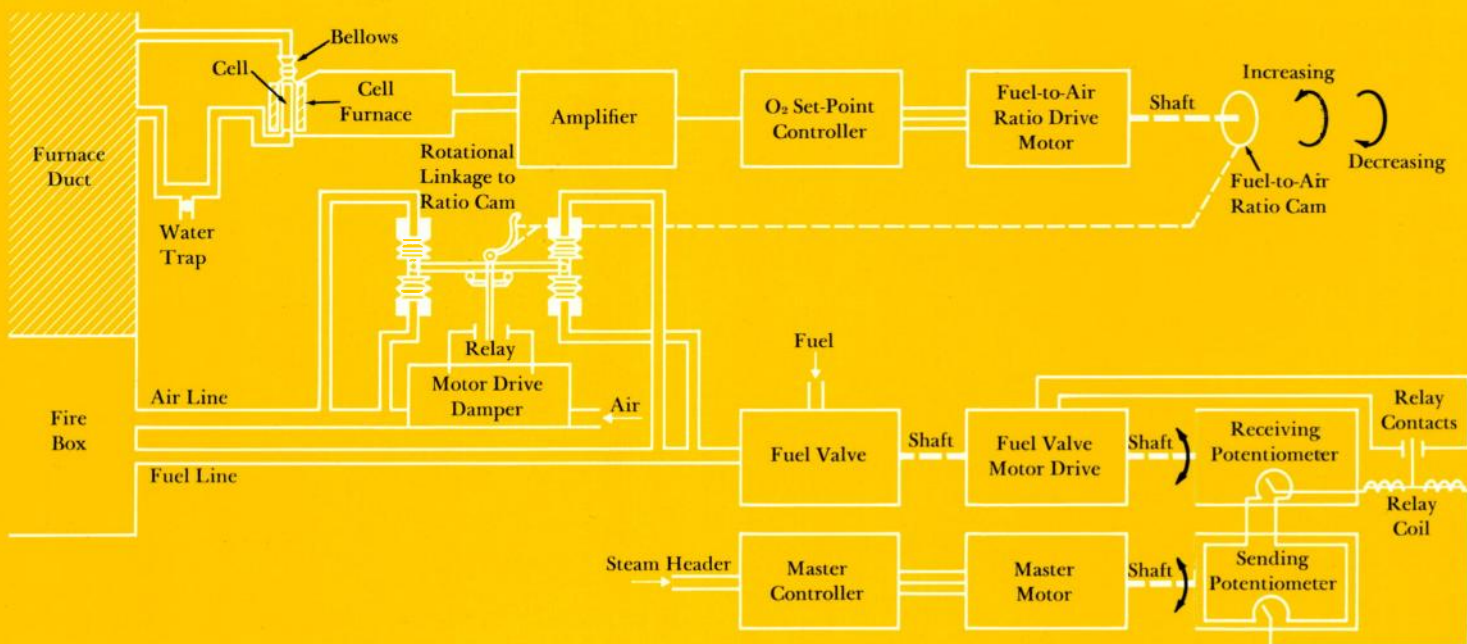 Bellows
Cell
Cell
Furnace
Furnace
Duct
Water
Trap
Amplifier
O₂ Set-Point
Controller
Fuel-to-Air
Ratio Drive
Motor
Shaft
Increasing
Decreasing
Fuel-to-Air
Ratio Cam
Rotational
Linkage to
Ratio Cam
Relay
Motor Drive
Damper
Air Line
Air
Fire
Box
Fuel Line
Fuel
Fuel Valve
Shaft
Fuel Valve
Motor Drive
Shaft
Receiving
Potentiometer
Relay
Contacts
Relay
Coil
Steam Header
Master
Controller
Master
Motor
Shaft
Sending
Potentiometer